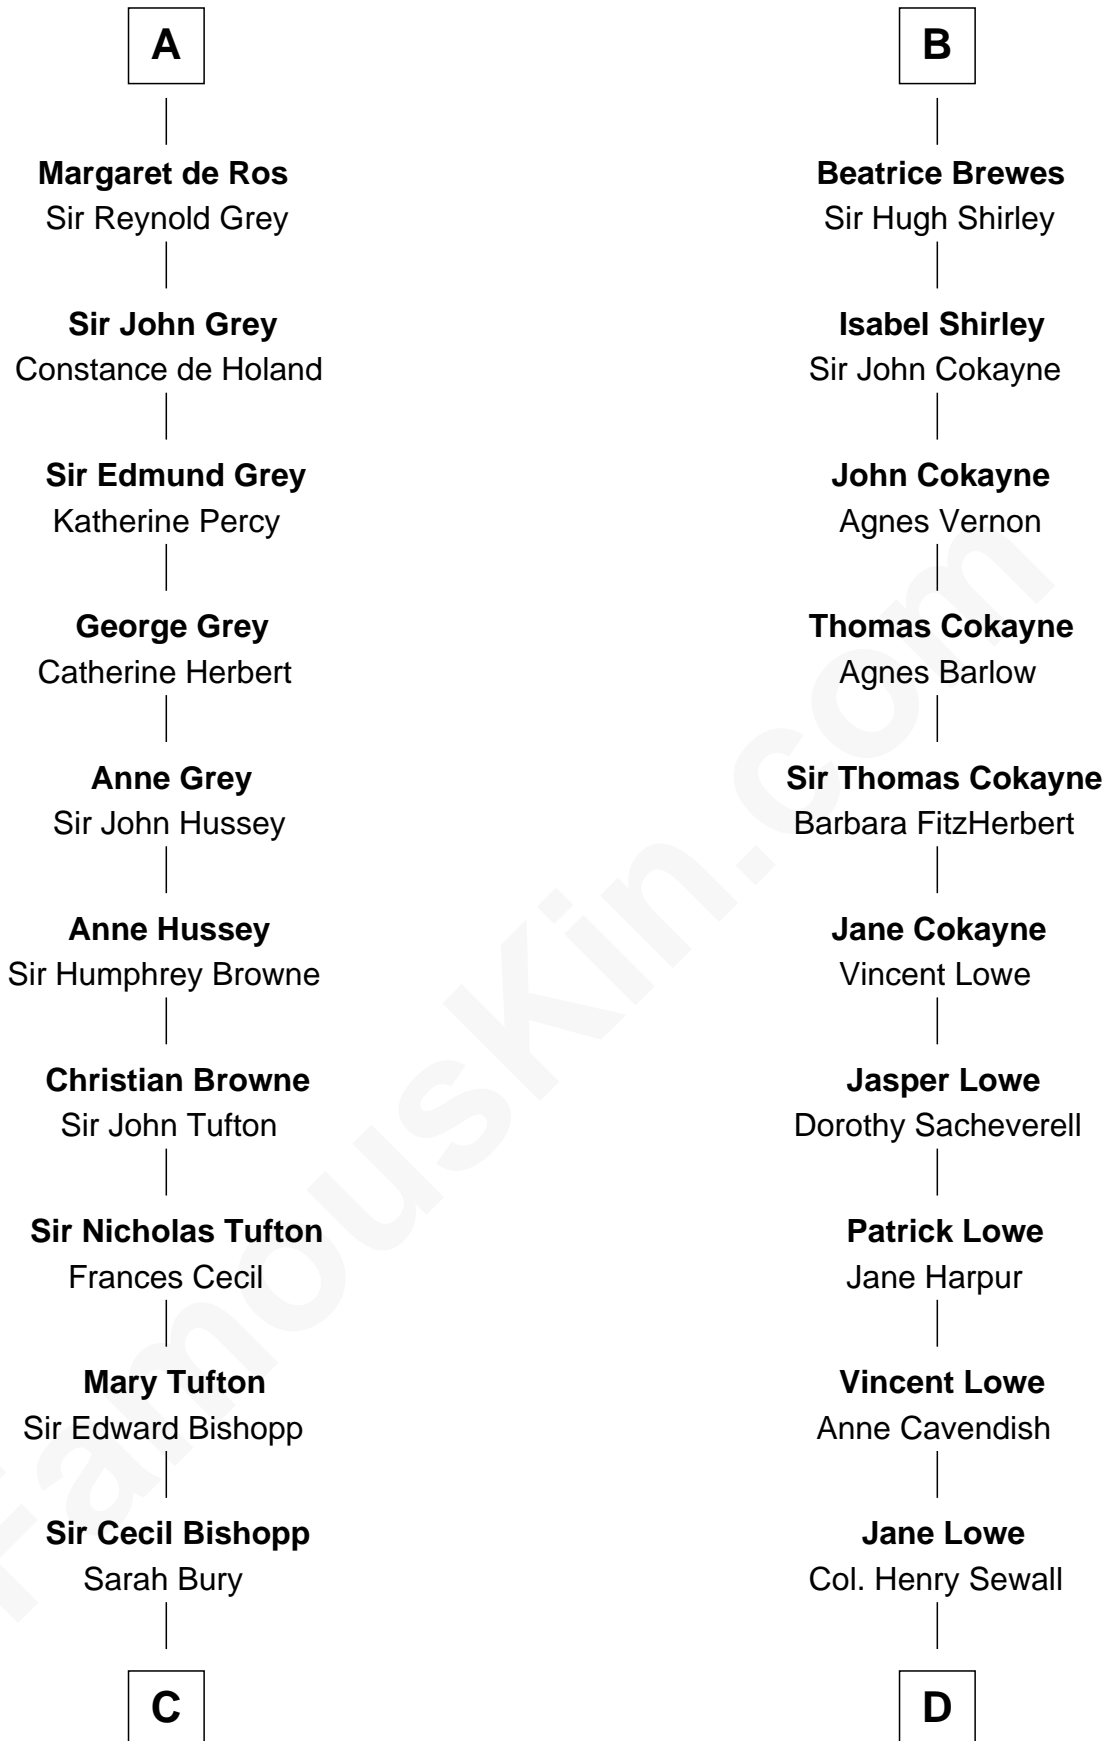 A
Margaret de Ros
Sir Reynold Grey
Sir John Grey
Constance de Holand
Sir Edmund Grey
Katherine Percy
George Grey
Catherine Herbert
Anne Grey
Sir John Hussey
Anne Hussey
Sir Humphrey Browne
Christian Browne
Sir John Tufton
Sir Nicholas Tufton
Frances Cecil
Mary Tufton
Sir Edward Bishopp
Sir Cecil Bishopp
Sarah Bury
C
B
Beatrice Brewes
Sir Hugh Shirley
Isabel Shirley
Sir John Cokayne
John Cokayne
Agnes Vernon
Thomas Cokayne
Agnes Barlow
Sir Thomas Cokayne
Barbara FitzHerbert
Jane Cokayne
Vincent Lowe
Jasper Lowe
Dorothy Sacheverell
Patrick Lowe
Jane Harpur
Vincent Lowe
Anne Cavendish
Jane Lowe
Col. Henry Sewall
D
FamousKin.com